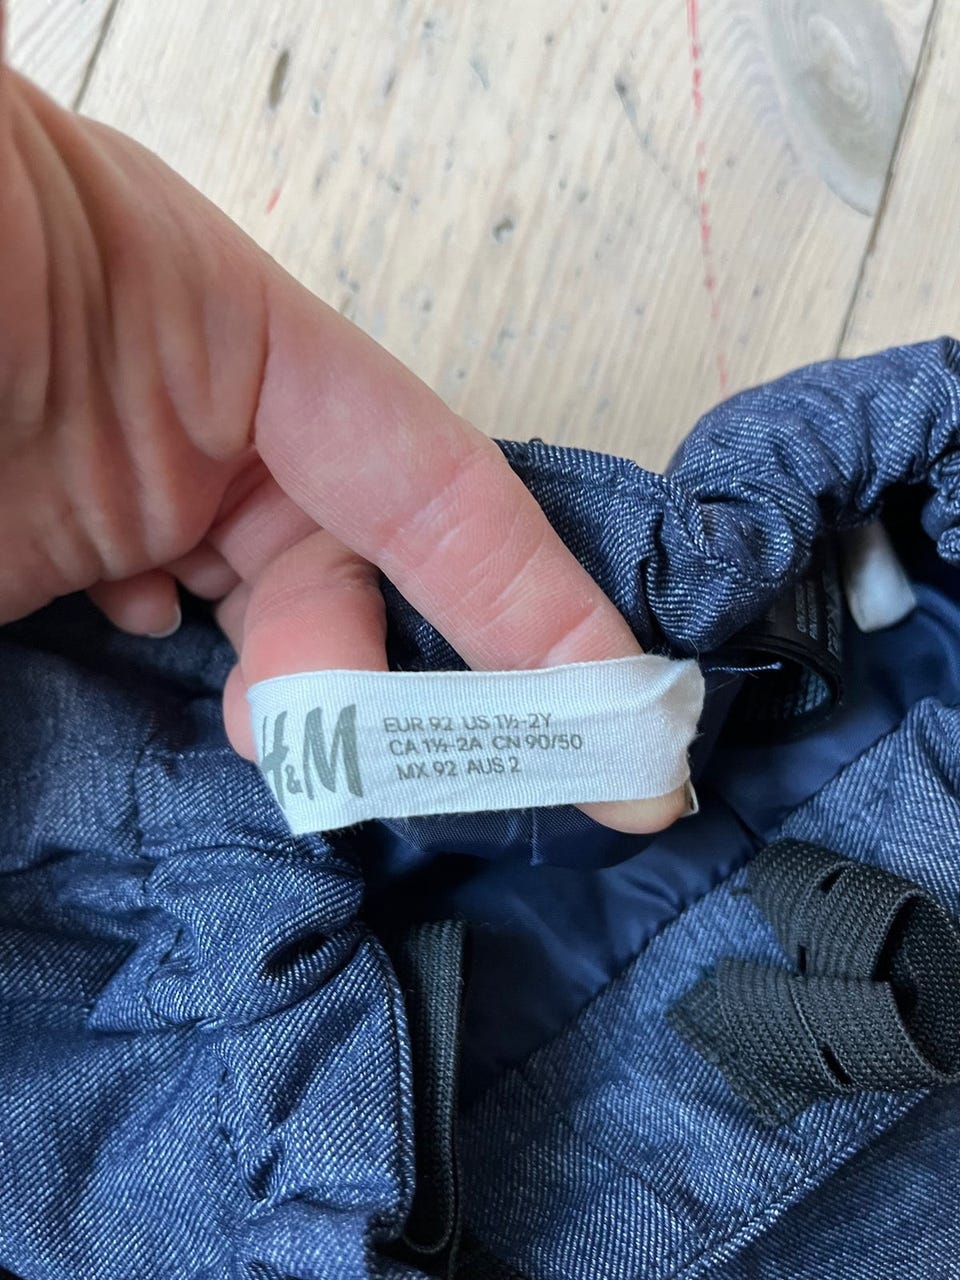 H&M
EUR 92 US 1½-2Y
CA 1½-2A CN 90/50
MX 92 AUS 2